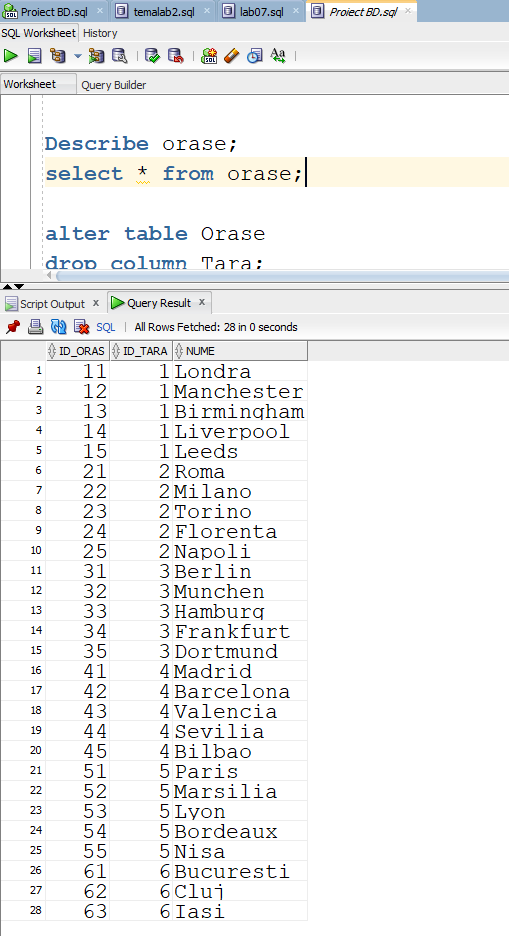 Proiect BD.sql temalab2.sql lab07.sql Proiect BD.sql
SQL Worksheet History
Aa
Worksheet Query Builder
Describe orase;
select * from orase;
alter table Orase
drop column Tara;
Script Output x Query Result x
SQL | All Rows Fetched: 28 in 0 seconds
ID_ORAS ID_TARA NUME
1 11 1 Londra
2 12 1 Manchester
3 13 1 Birmingham
4 14 1 Liverpool
5 15 1 Leeds
6 21 2 Roma
7 22 2 Milano
8 23 2 Torino
9 24 2 Florenta
10 25 2 Napoli
11 31 3 Berlin
12 32 3 Munchen
13 33 3 Hamburg
14 34 3 Frankfurt
15 35 3 Dortmund
16 41 4 Madrid
17 42 4 Barcelona
18 43 4 Valencia
19 44 4 Sevilia
20 45 4 Bilbao
21 51 5 Paris
22 52 5 Marsilia
23 53 5 Lyon
24 54 5 Bordeaux
25 55 5 Nisa
26 61 6 Bucuresti
27 62 6 Cluj
28 63 6 Iasi